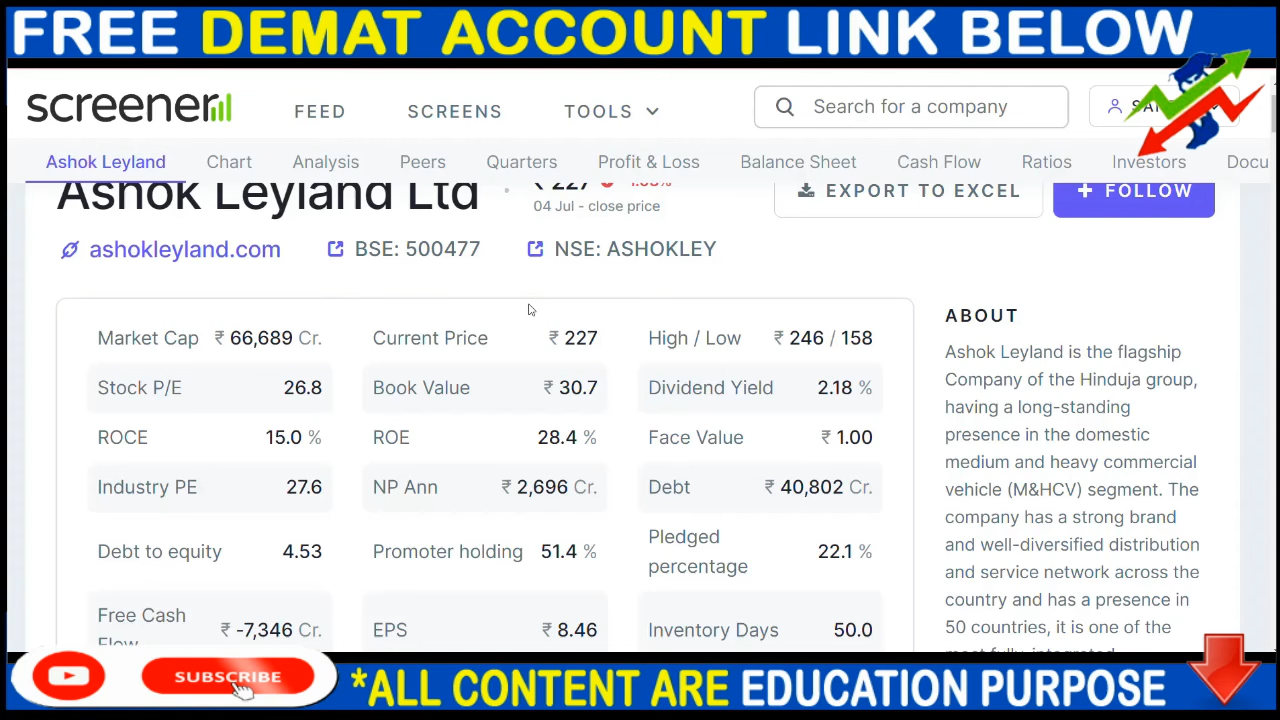 FREE DEMAT ACCOUNT LINK BELOW
screener
FEED
SCREENS
TOOLS
Search for a company
Ashok Leyland
Chart
Analysis
Peers
Quarters
Profit & Loss
Balance Sheet
Cash Flow
Ratios
Investors
Docu
Ashok Leyland Ltd
₹ 227
04 Jul - close price
EXPORT TO EXCEL
+ FOLLOW
ashokleyland.com
BSE: 500477
NSE: ASHOKLEY
Market Cap ₹ 66,689 Cr.
Current Price ₹ 227
High / Low ₹ 246 / 158
Stock P/E 26.8
Book Value ₹ 30.7
Dividend Yield 2.18 %
ROCE 15.0 %
ROE 28.4 %
Face Value ₹ 1.00
Industry PE 27.6
NP Ann ₹ 2,696 Cr.
Debt ₹ 40,802 Cr.
Debt to equity 4.53
Promoter holding 51.4 %
Pledged
percentage 22.1 %
Free Cash
Flow ₹ -7,346 Cr.
EPS ₹ 8.46
Inventory Days 50.0
ABOUT
Ashok Leyland is the flagship
Company of the Hinduja group,
having a long-standing
presence in the domestic
medium and heavy commercial
vehicle (M&HCV) segment. The
company has a strong brand
and well-diversified distribution
and service network across the
country and has a presence in
50 countries, it is one of the
most fully-integrated
SUBSCRIBE
*ALL CONTENT ARE EDUCATION PURPOSE